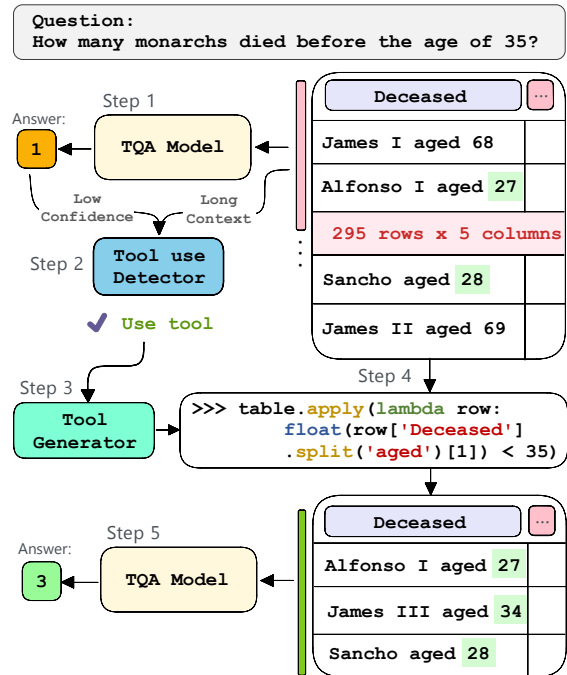 Question:
How many monarchs died before the age of 35?
Step 1
Answer:
1
TQA Model
Deceased
...
James I aged 68
Alfonso I aged 27
295 rows x 5 columns
Sancho aged 28
James II aged 69
Low
Confidence
Long
Context
Step 2
Tool use
Detector
Use tool
Step 3
Tool
Generator
Step 4
>>> table.apply(lambda row:
float(row['Deceased']
.split('aged')[1]) < 35)
Step 5
Answer:
3
TQA Model
Deceased
...
Alfonso I aged 27
James III aged 34
Sancho aged 28